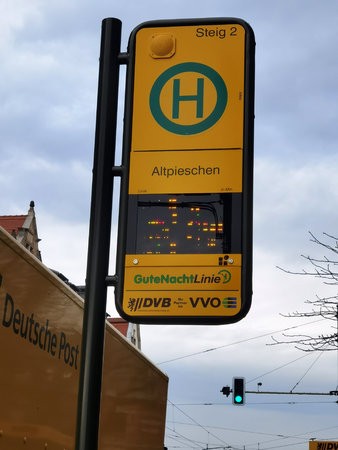 Steig 2
H
Altpieschen
GuteNachtLinie
DVB
VVO
Deutsche Post